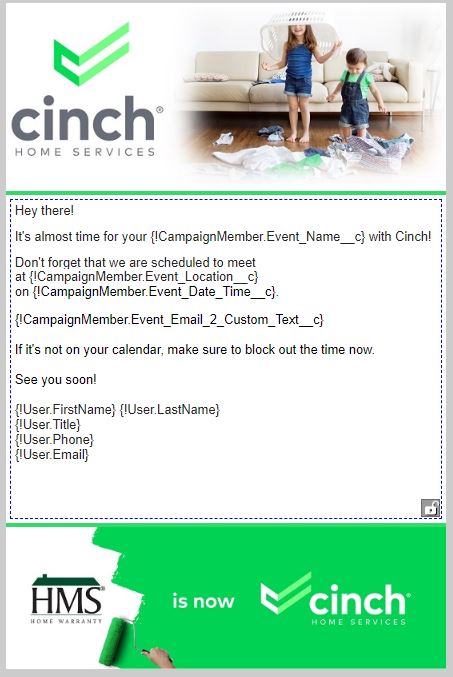 cinch®
HOME SERVICES
Hey there!
It's almost time for your {!CampaignMember.Event_Name__c} with Cinch!
Don't forget that we are scheduled to meet
at {!CampaignMember.Event_Location__c}
on {!CampaignMember.Event_Date_Time__c}.
{!CampaignMember.Event_Email_2_Custom_Text__c}
If it's not on your calendar, make sure to block out the time now.
See you soon!
{!User.FirstName} {!User.LastName}
{!User.Title}
{!User.Phone}
{!User.Email}
HMS®
HOME WARRANTY
is now
cinch®
HOME SERVICES